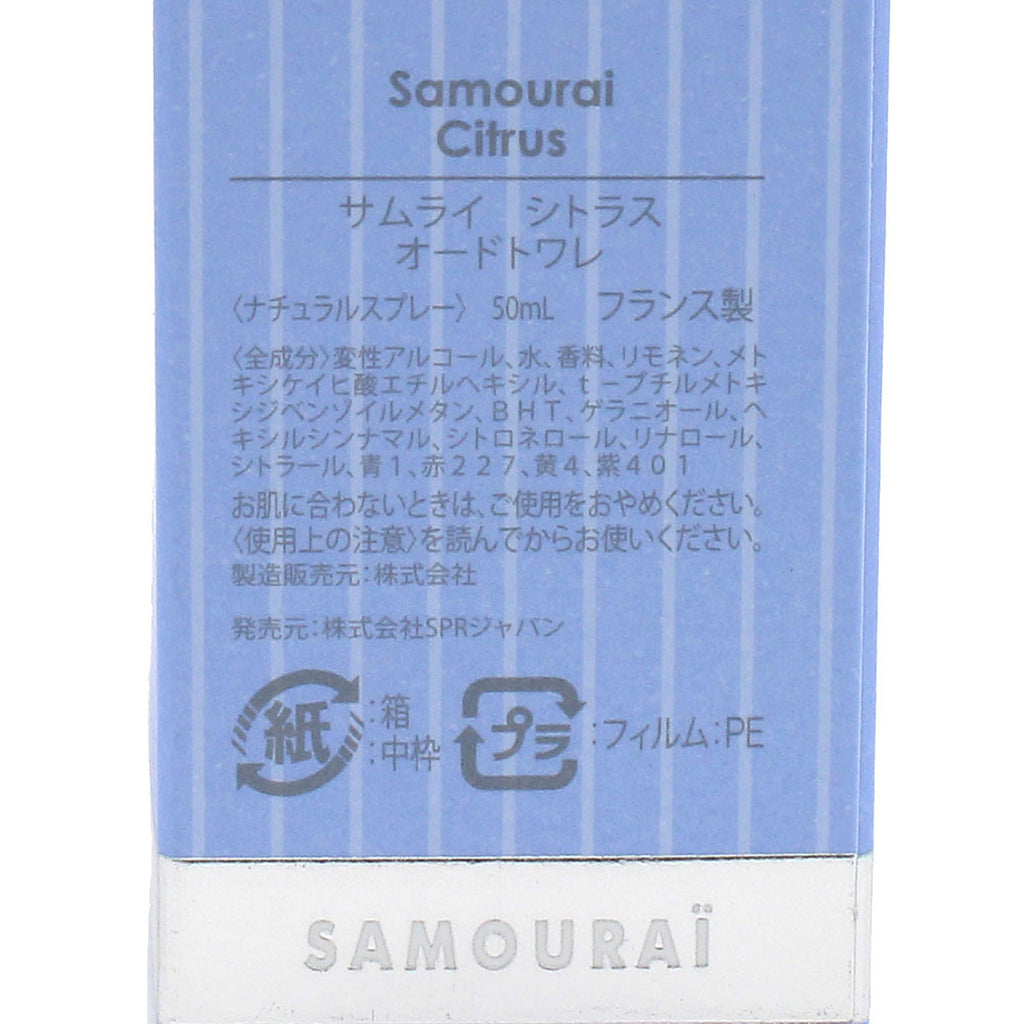 Samourai
Citrus
サムライ シトラス
オードトワレ
〈ナチュラルスプレー〉 50mL フランス製
〈全成分〉変性アルコール、水、香料、リモネン、メト
キシケイヒ酸エチルヘキシル、t－ブチルメトキ
シジベンゾイルメタン、BHT、ゲラニオール、ヘ
キシルシンナマル、シトロネロール、リナロール、
シトラール、青1、赤227、黄4、紫401
お肌に合わないときは、ご使用をおやめください。
〈使用上の注意〉を読んでからお使いください。
製造販売元：株式会社
発売元：株式会社SPRジャパン
紙 ：箱
：中枠
プラ ：フィルム：PE
SAMOURAÏ